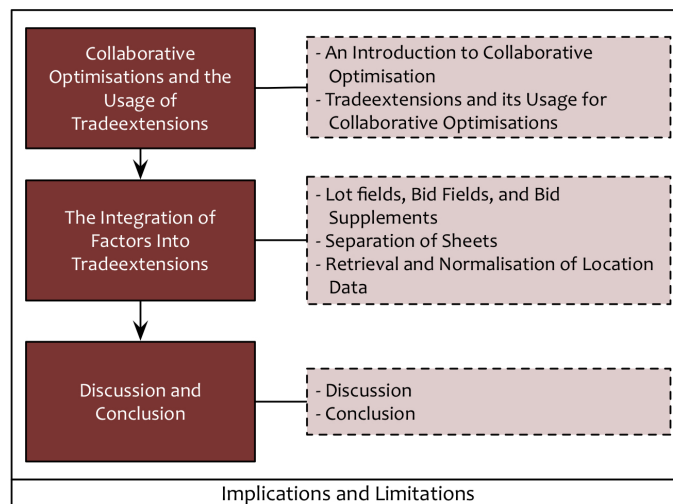 Collaborative
Optimisations and the
Usage of
Tradeextensions
- An Introduction to Collaborative
Optimisation
- Tradeextensions and its Usage for
Collaborative Optimisations
The Integration of
Factors Into
Tradeextensions
- Lot fields, Bid Fields, and Bid
Supplements
- Separation of Sheets
- Retrieval and Normalisation of Location
Data
Discussion and
Conclusion
- Discussion
- Conclusion
Implications and Limitations